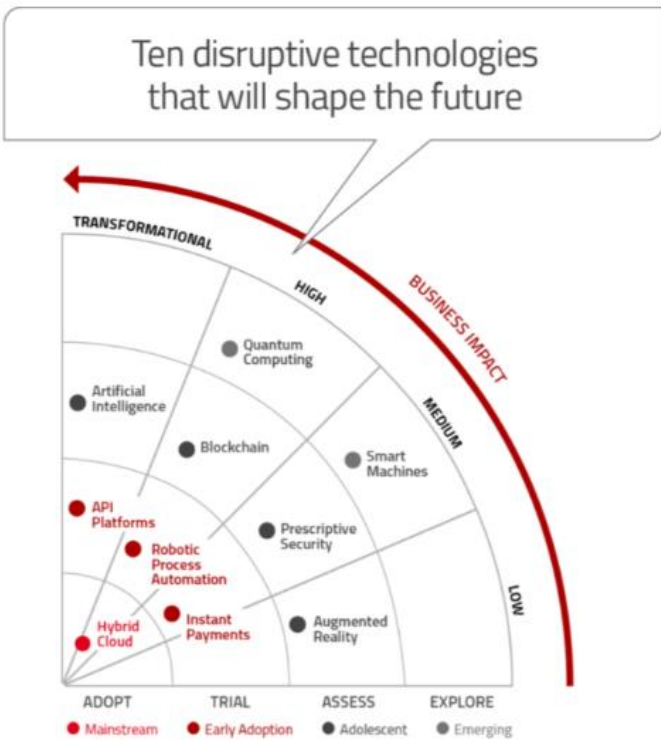 Ten disruptive technologies
that will shape the future
TRANSFORMATIONAL
HIGH
BUSINESS IMPACT
MEDIUM
LOW
Quantum
Computing
Artificial
Intelligence
Blockchain
Smart
Machines
API
Platforms
Prescriptive
Security
Robotic
Process
Automation
Hybrid
Cloud
Instant
Payments
Augmented
Reality
ADOPT TRIAL ASSESS EXPLORE
Mainstream Early Adoption Adolescent Emerging